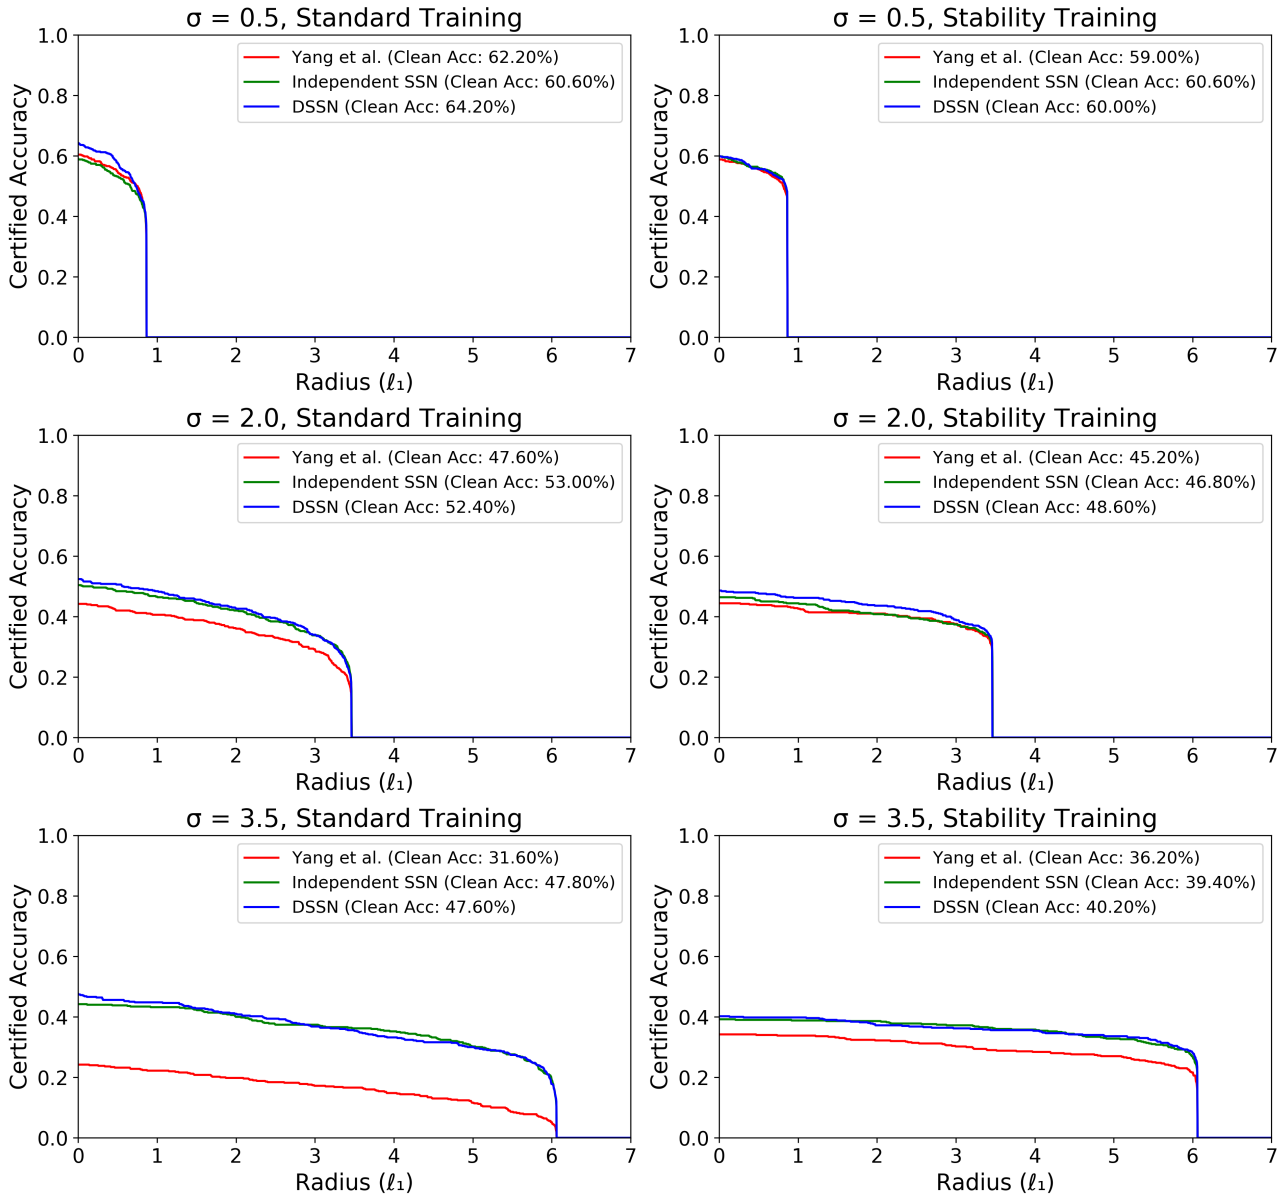 σ = 0.5, Standard Training
Certified Accuracy
1.0
0.8
0.6
0.4
0.2
0.0
Yang et al. (Clean Acc: 62.20%)
Independent SSN (Clean Acc: 60.60%)
DSSN (Clean Acc: 64.20%)
0 1 2 3 4 5 6 7
Radius (ℓ₁)
σ = 0.5, Stability Training
Certified Accuracy
1.0
0.8
0.6
0.4
0.2
0.0
Yang et al. (Clean Acc: 59.00%)
Independent SSN (Clean Acc: 60.60%)
DSSN (Clean Acc: 60.00%)
0 1 2 3 4 5 6 7
Radius (ℓ₁)
σ = 2.0, Standard Training
Certified Accuracy
1.0
0.8
0.6
0.4
0.2
0.0
Yang et al. (Clean Acc: 47.60%)
Independent SSN (Clean Acc: 53.00%)
DSSN (Clean Acc: 52.40%)
0 1 2 3 4 5 6 7
Radius (ℓ₁)
σ = 2.0, Stability Training
Certified Accuracy
1.0
0.8
0.6
0.4
0.2
0.0
Yang et al. (Clean Acc: 45.20%)
Independent SSN (Clean Acc: 46.80%)
DSSN (Clean Acc: 48.60%)
0 1 2 3 4 5 6 7
Radius (ℓ₁)
σ = 3.5, Standard Training
Certified Accuracy
1.0
0.8
0.6
0.4
0.2
0.0
Yang et al. (Clean Acc: 31.60%)
Independent SSN (Clean Acc: 47.80%)
DSSN (Clean Acc: 47.60%)
0 1 2 3 4 5 6 7
Radius (ℓ₁)
σ = 3.5, Stability Training
Certified Accuracy
1.0
0.8
0.6
0.4
0.2
0.0
Yang et al. (Clean Acc: 36.20%)
Independent SSN (Clean Acc: 39.40%)
DSSN (Clean Acc: 40.20%)
0 1 2 3 4 5 6 7
Radius (ℓ₁)